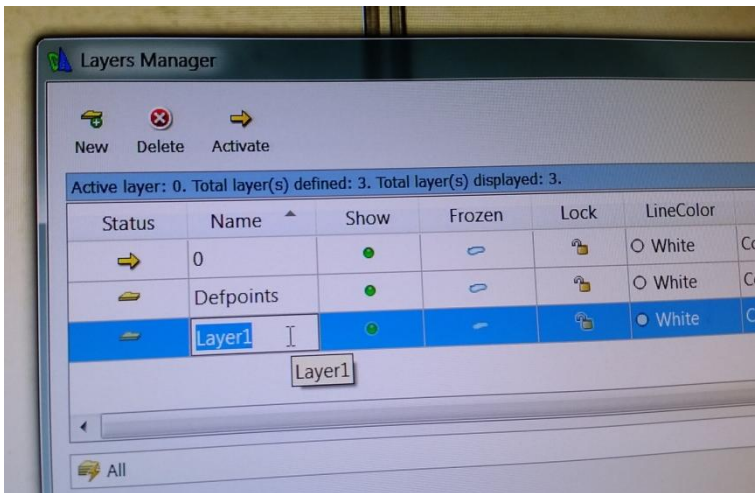 Layers Manager
New Delete Activate
Active layer: 0. Total layer(s) defined: 3. Total layer(s) displayed: 3.
Status Name Show Frozen Lock LineColor
0 White
Defpoints White
Layer1 White
Layer1
All